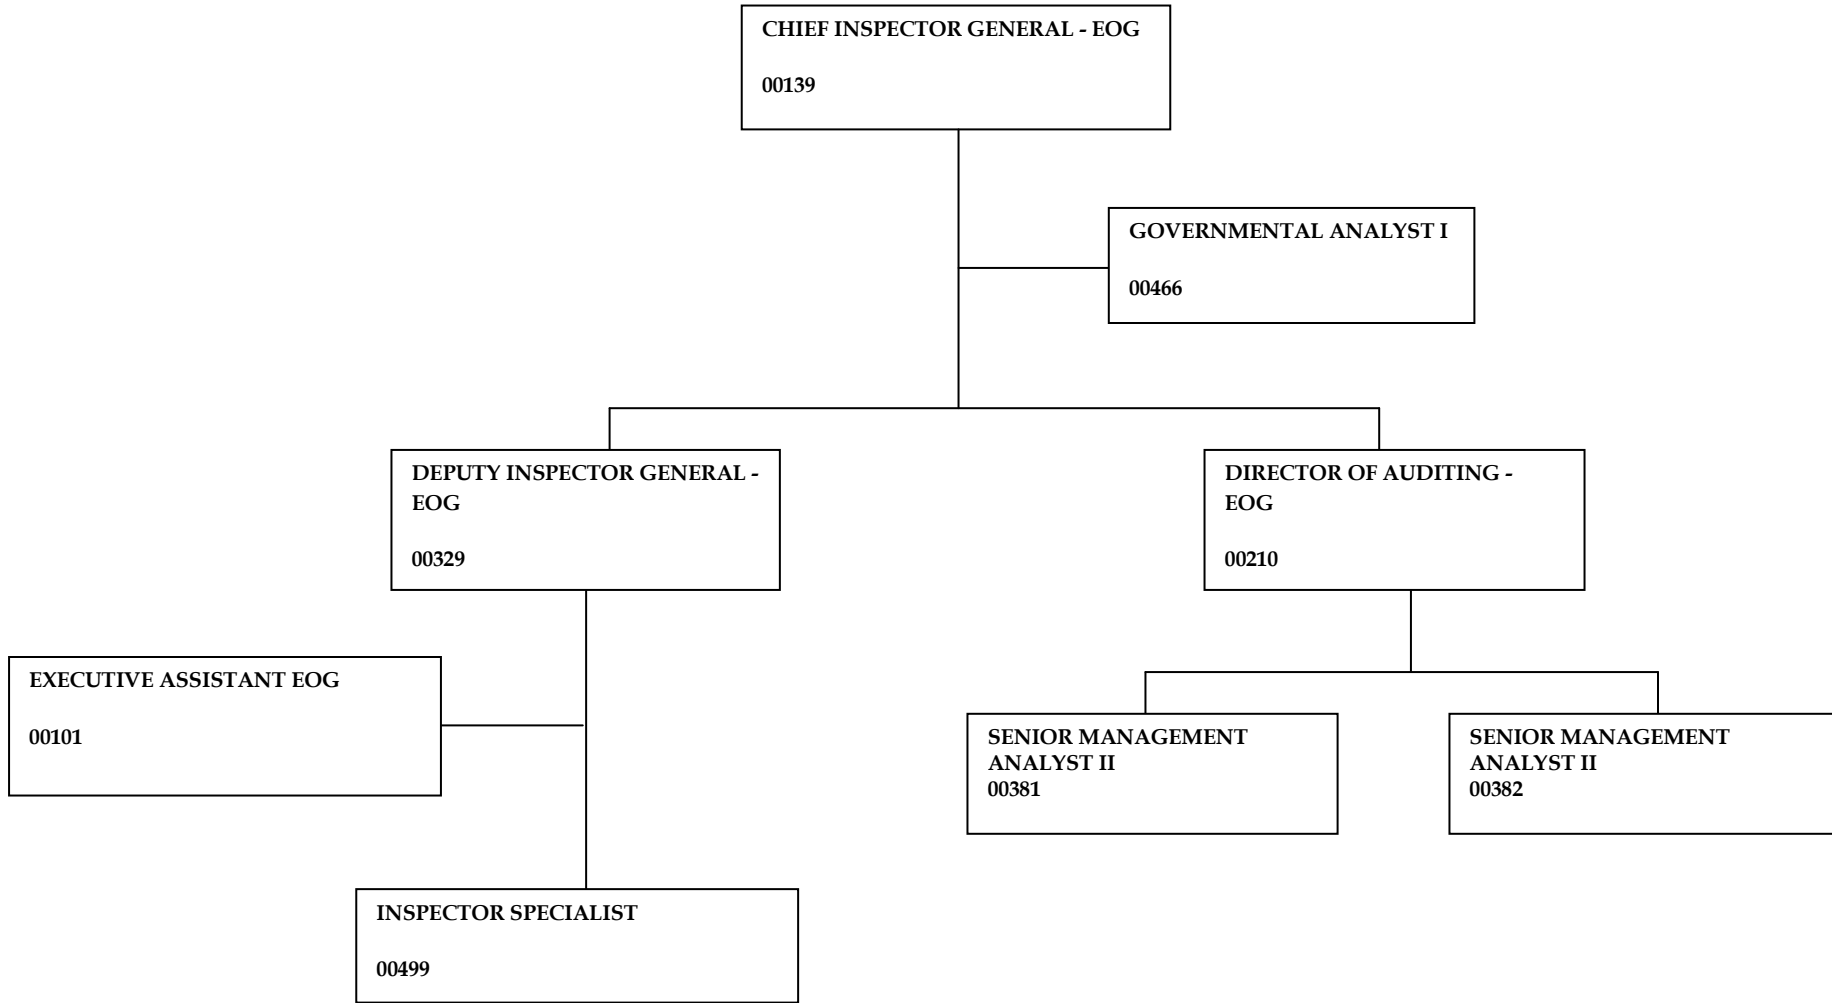 CHIEF INSPECTOR GENERAL - EOG
00139
GOVERNMENTAL ANALYST I
00466
DEPUTY INSPECTOR GENERAL -
EOG
00329
DIRECTOR OF AUDITING -
EOG
00210
EXECUTIVE ASSISTANT EOG
00101
SENIOR MANAGEMENT
ANALYST II
00381
SENIOR MANAGEMENT
ANALYST II
00382
INSPECTOR SPECIALIST
00499